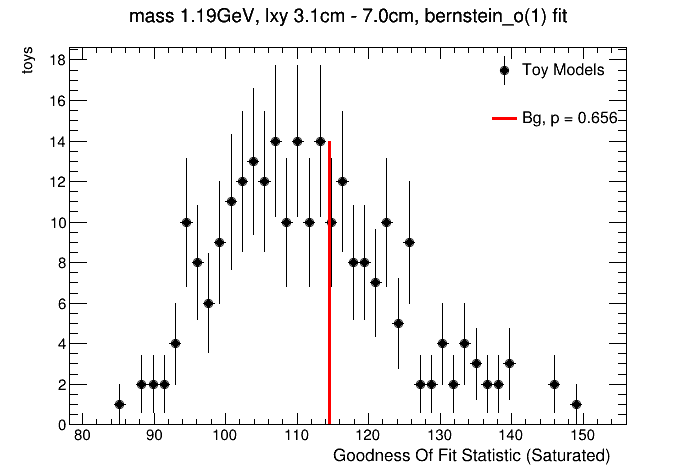 mass 1.19GeV, lxy 3.1cm - 7.0cm, bernstein_o(1) fit
toys
18
16
14
12
10
8
6
4
2
0
Toy Models
Bg, p = 0.656
80 90 100 110 120 130 140 150
Goodness Of Fit Statistic (Saturated)